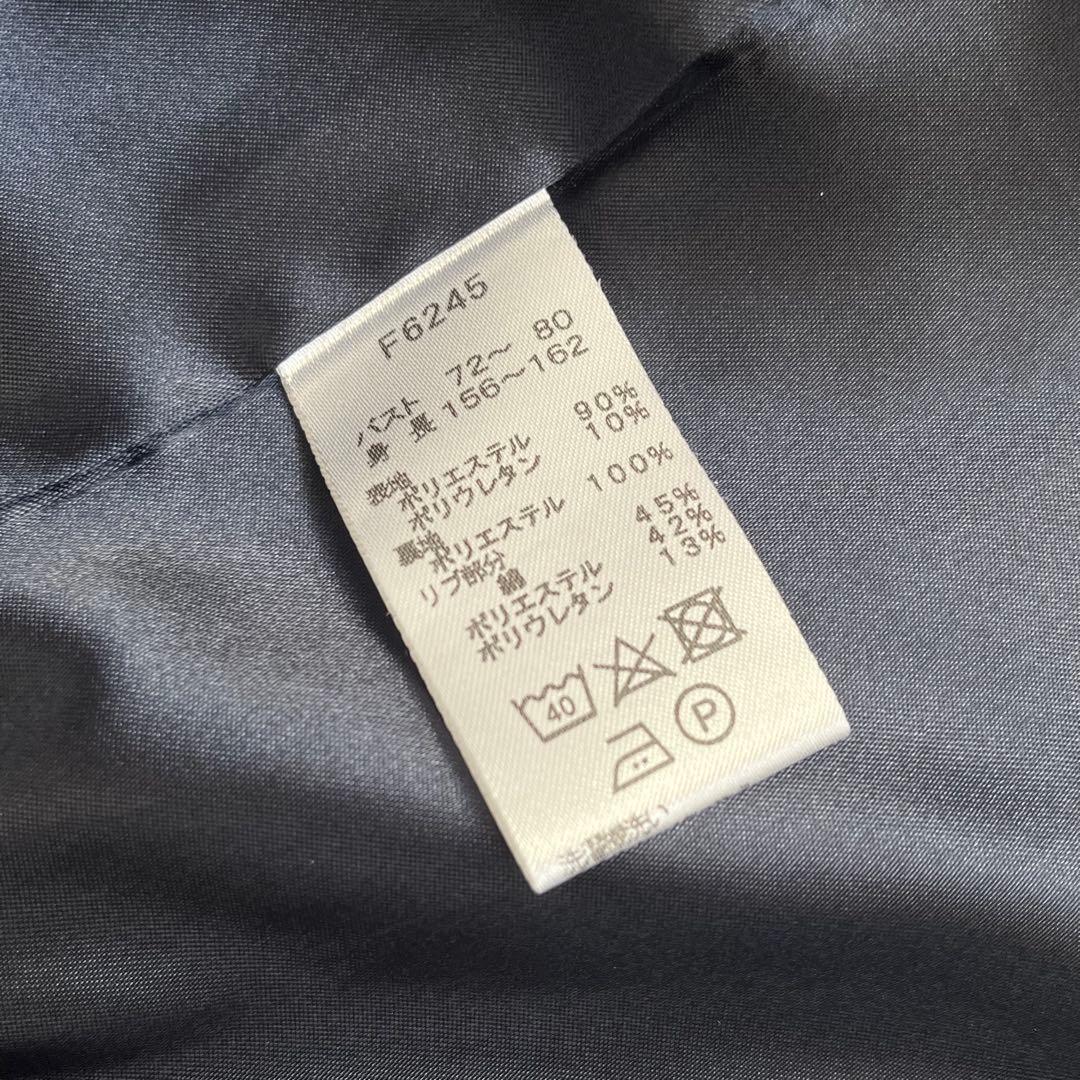 F6245
バスト 72～ 80
身 長 156～162
表地
ポリエステル 90%
ポリウレタン 10%
裏地
ポリエステル 100%
リブ部分
綿 45%
ポリエステル 42%
ポリウレタン 13%
40
P